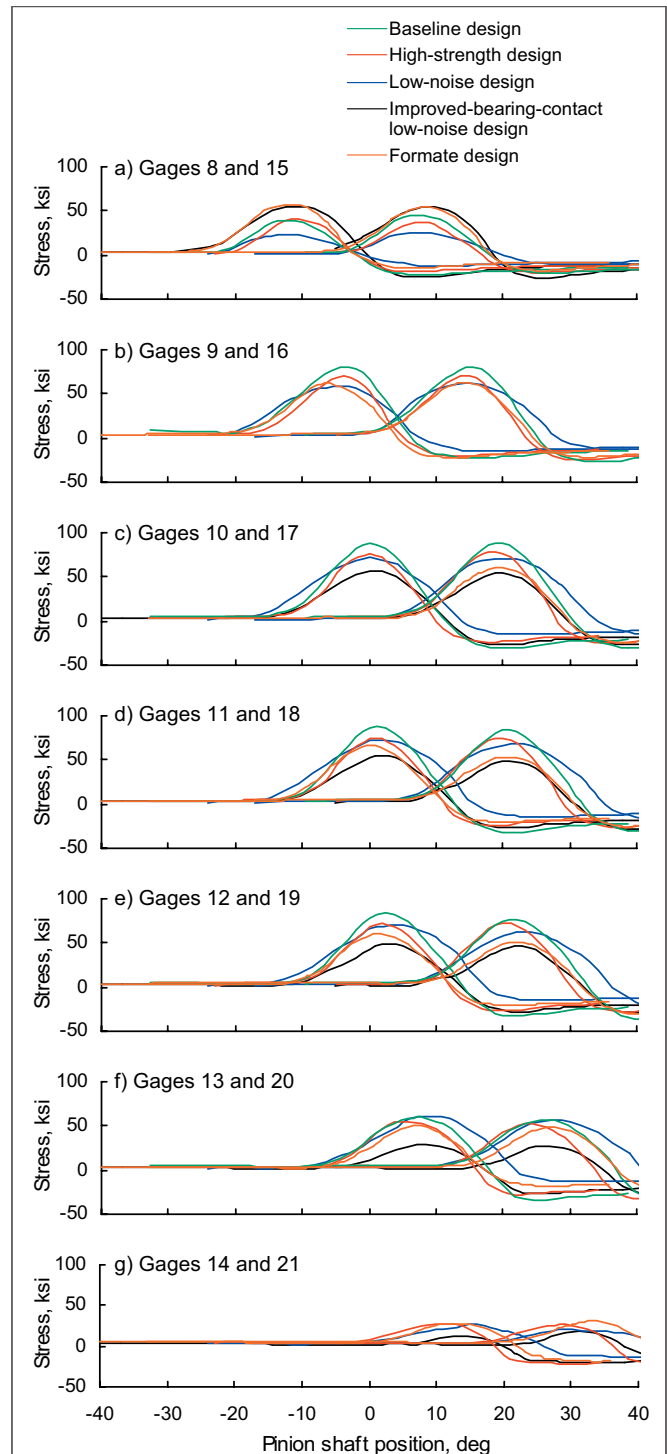 Baseline design
High-strength design
Low-noise design
Improved-bearing-contact
low-noise design
Formate design
a) Gages 8 and 15
Stress, ksi
100
50
0
-50
b) Gages 9 and 16
Stress, ksi
100
50
0
-50
c) Gages 10 and 17
Stress, ksi
100
50
0
-50
d) Gages 11 and 18
Stress, ksi
100
50
0
-50
e) Gages 12 and 19
Stress, ksi
100
50
0
-50
f) Gages 13 and 20
Stress, ksi
100
50
0
-50
g) Gages 14 and 21
Stress, ksi
100
50
0
-50
-40 -30 -20 -10 0 10 20 30 40
Pinion shaft position, deg